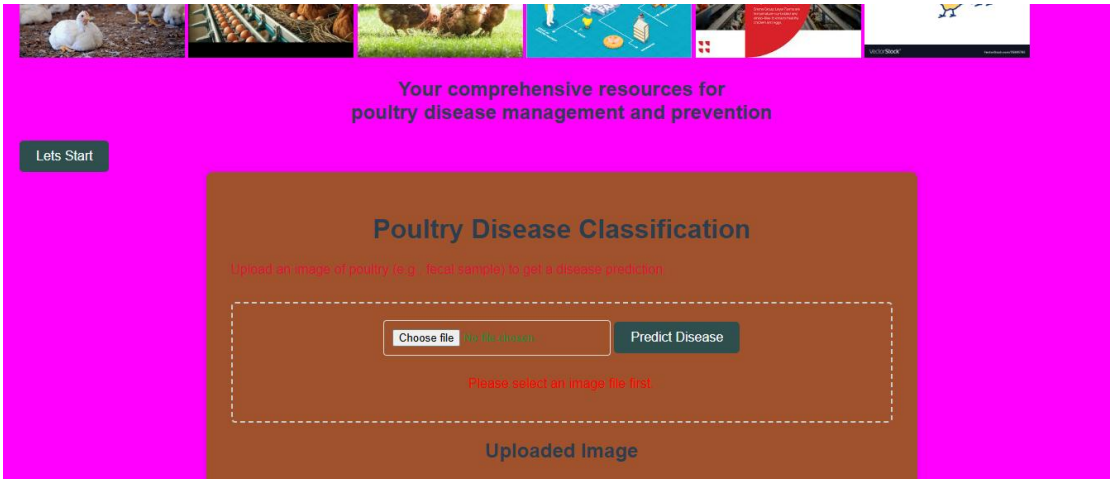 VectorStock
Your comprehensive resources for
poultry disease management and prevention
Lets Start
Poultry Disease Classification
Upload an image of poultry (e.g., fecal sample) to get a disease prediction.
Choose file No file chosen
Predict Disease
Please select an image file first.
Uploaded Image